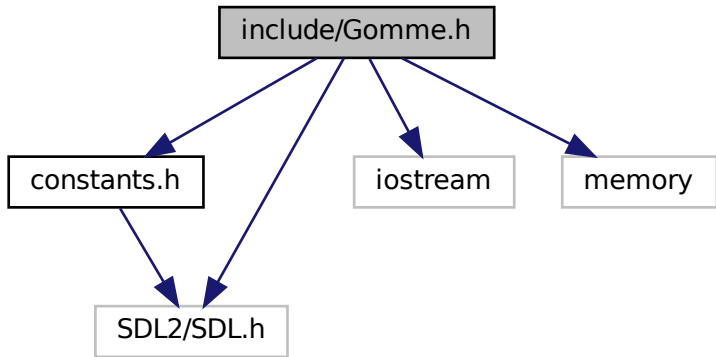 include/Gomme.h
constants.h
iostream
memory
SDL2/SDL.h